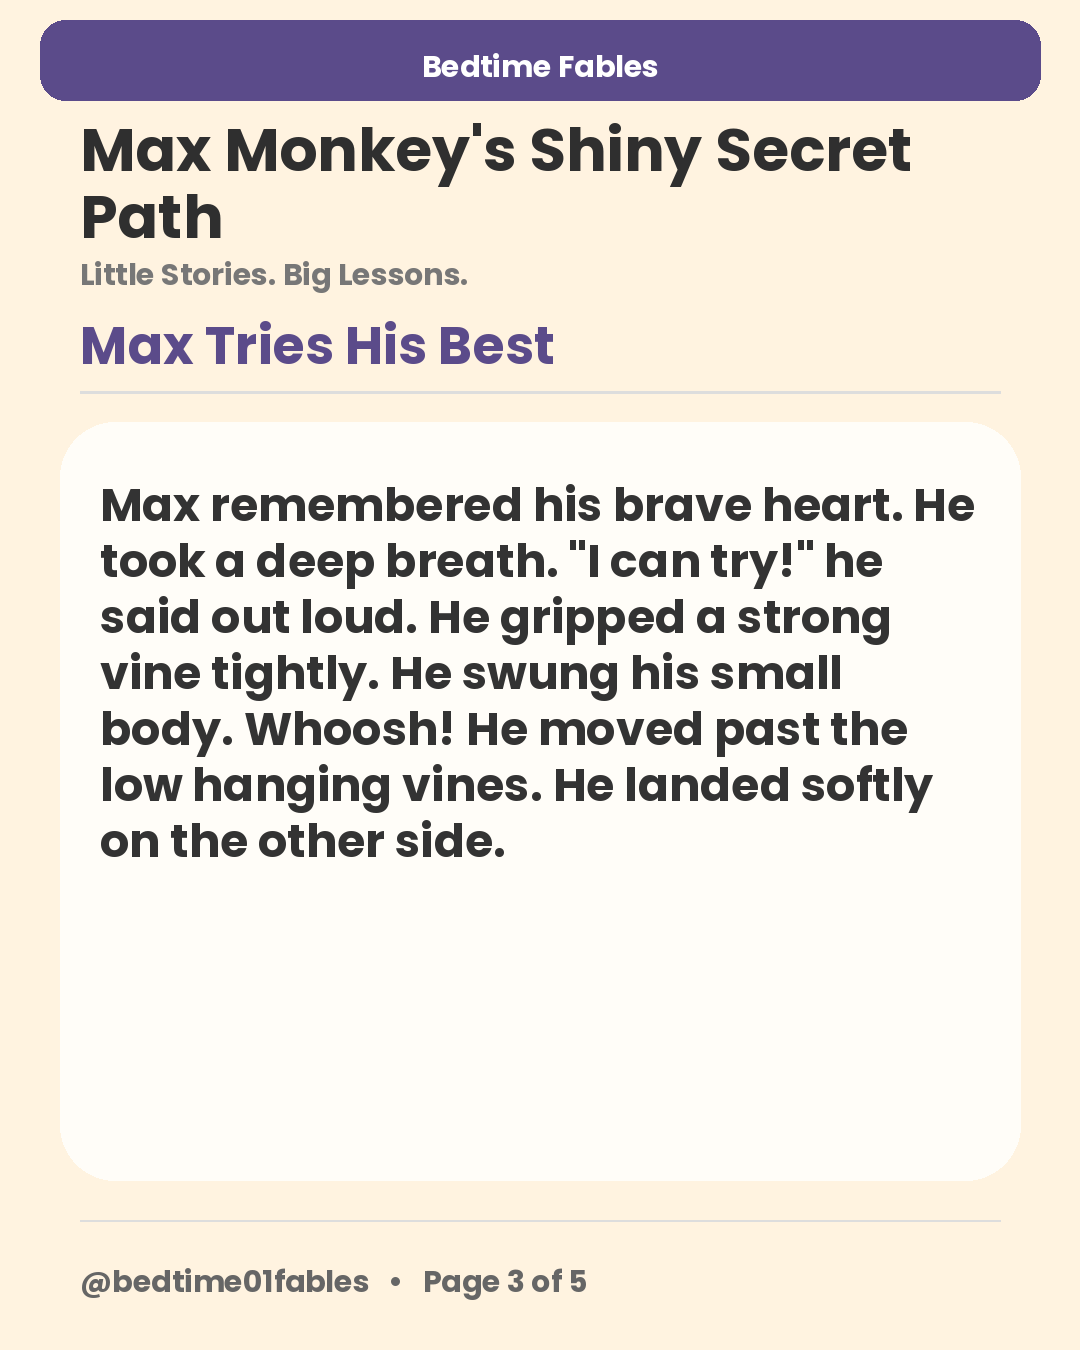 Bedtime Fables
Max Monkey's Shiny Secret
Path
Little Stories. Big Lessons.
Max Tries His Best
Max remembered his brave heart. He
took a deep breath. "I can try!" he
said out loud. He gripped a strong
vine tightly. He swung his small
body. Whoosh! He moved past the
low hanging vines. He landed softly
on the other side.
@bedtime01fables • Page 3 of 5